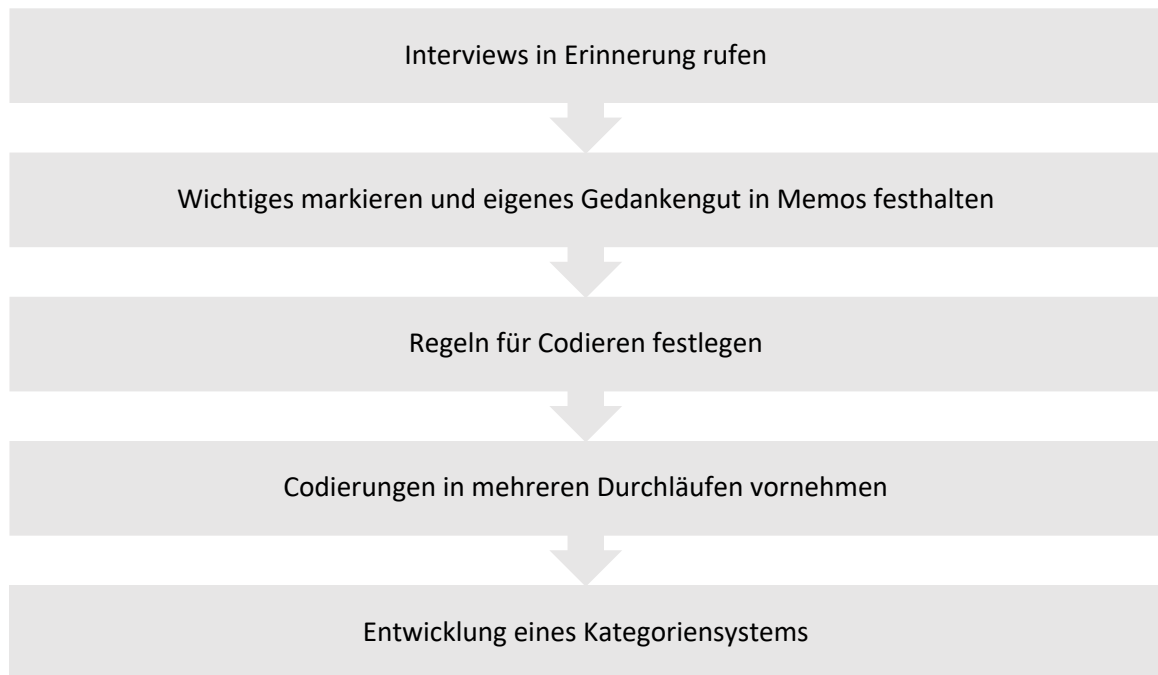 Interviews in Erinnerung rufen
Wichtiges markieren und eigenes Gedankengut in Memos festhalten
Regeln für Codieren festlegen
Codierungen in mehreren Durchläufen vornehmen
Entwicklung eines Kategoriensystems